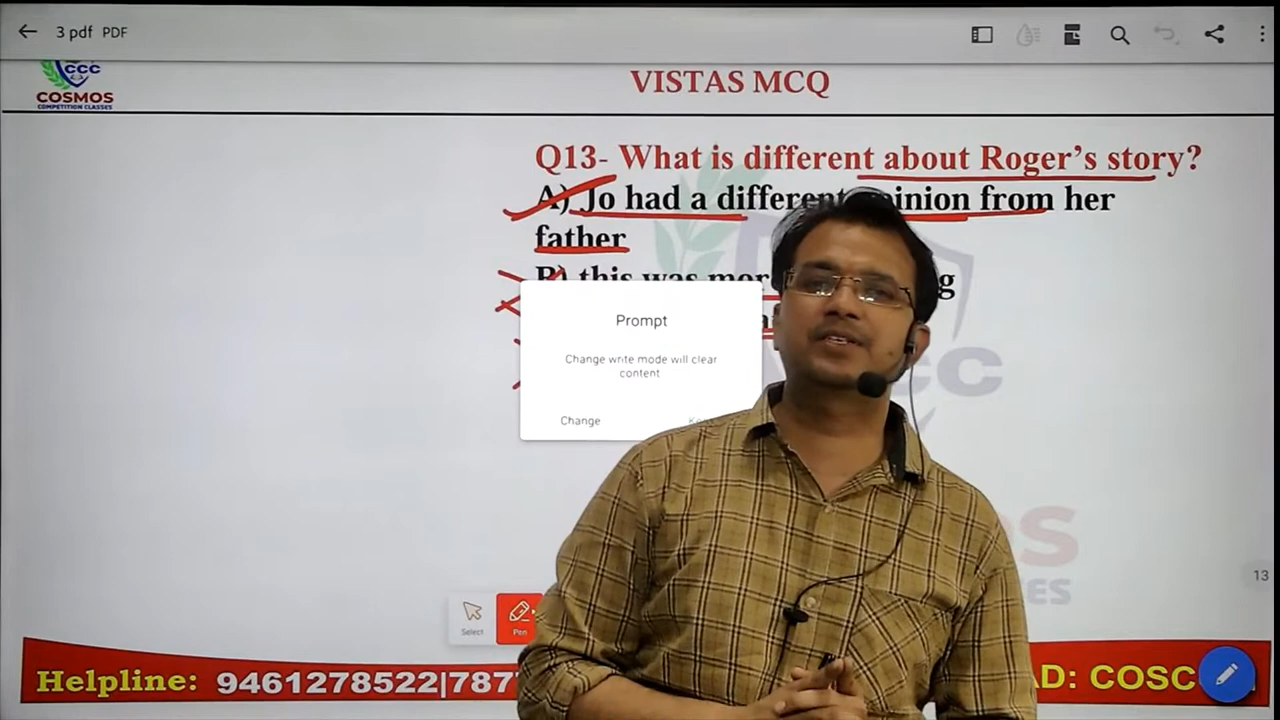 3 pdf PDF
CCC
COSMOS
COMPETITION CLASSES
VISTAS MCQ
Q13- What is different about Roger's story?
A) Jo had a different opinion from her
father
B) this was
Prompt
Change write mode will clear
content
Change
13
Select
Pen
Helpline: 9461278522|787
AD: COSC